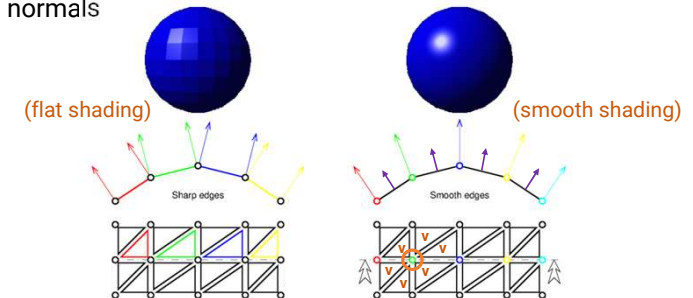 normals
(flat shading)
(smooth shading)
Sharp edges
Smooth edges
v
v
v
v
v
v